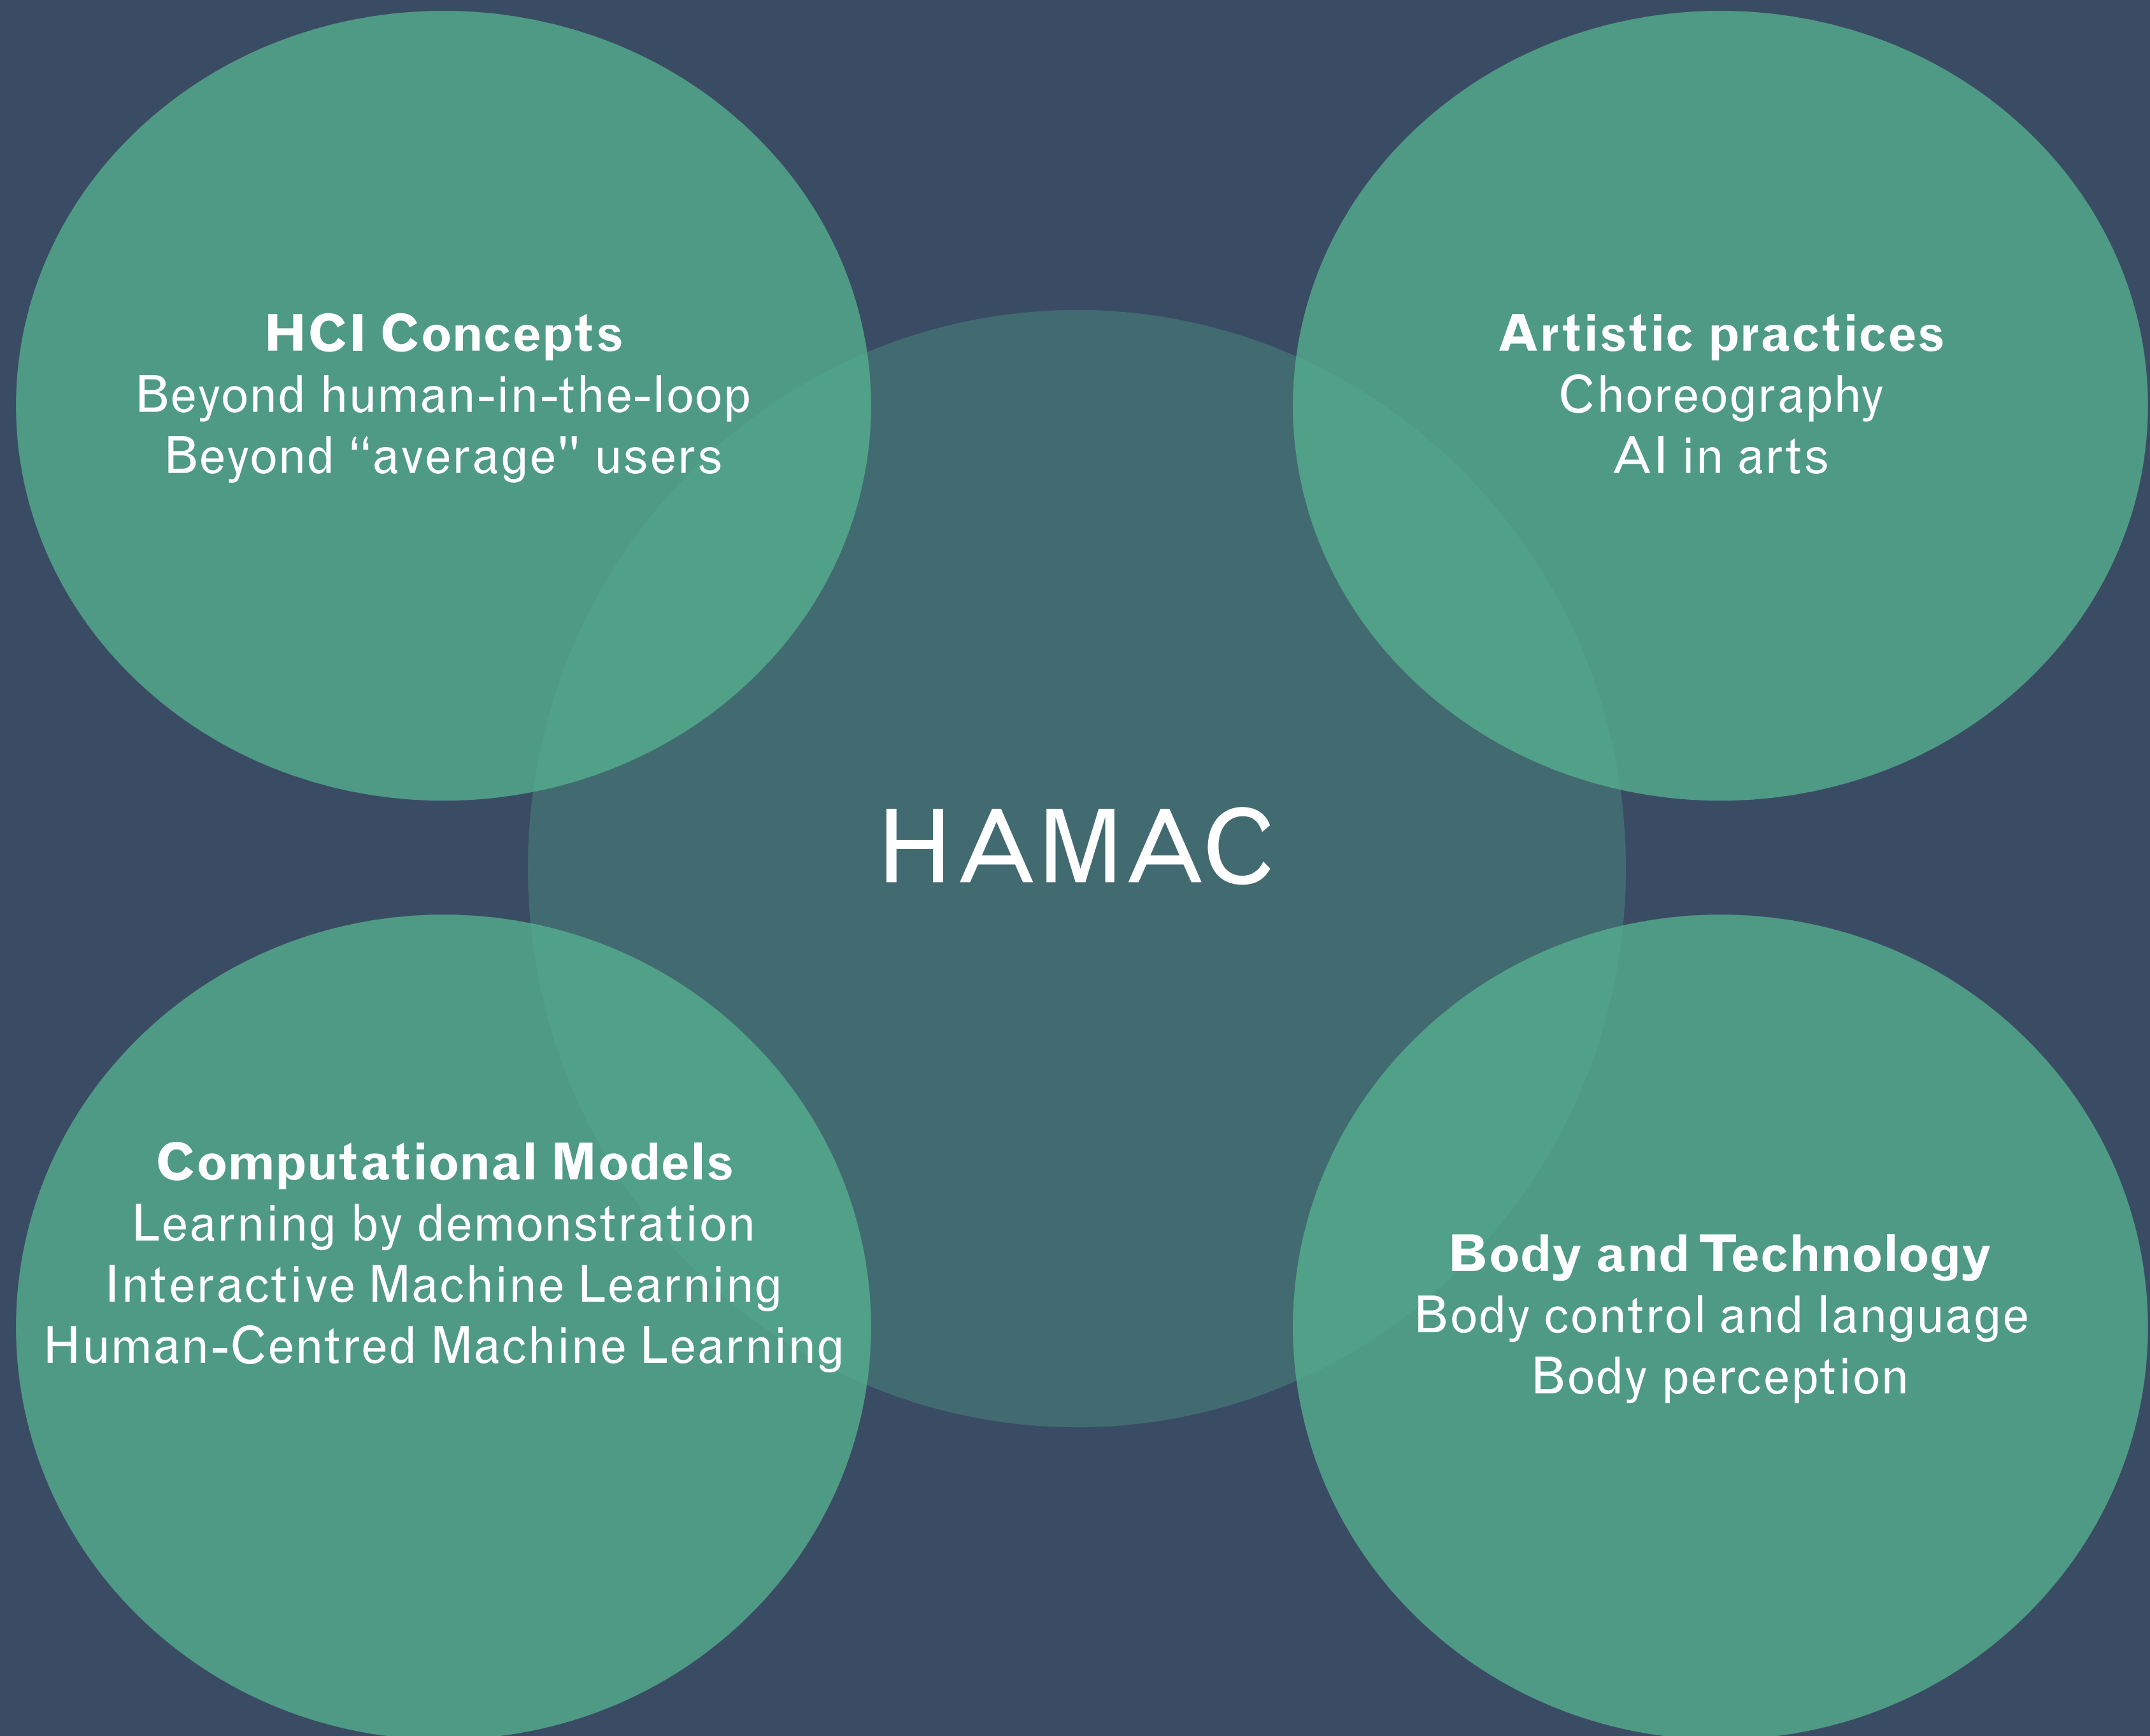 HCI Concepts
Beyond human-in-the-loop
Beyond “average" users
Artistic practices
Choreography
AI in arts
HAMAC
Computational Models
Learning by demonstration
Interactive Machine Learning
Human-Centred Machine Learning
Body and Technology
Body control and language
Body perception